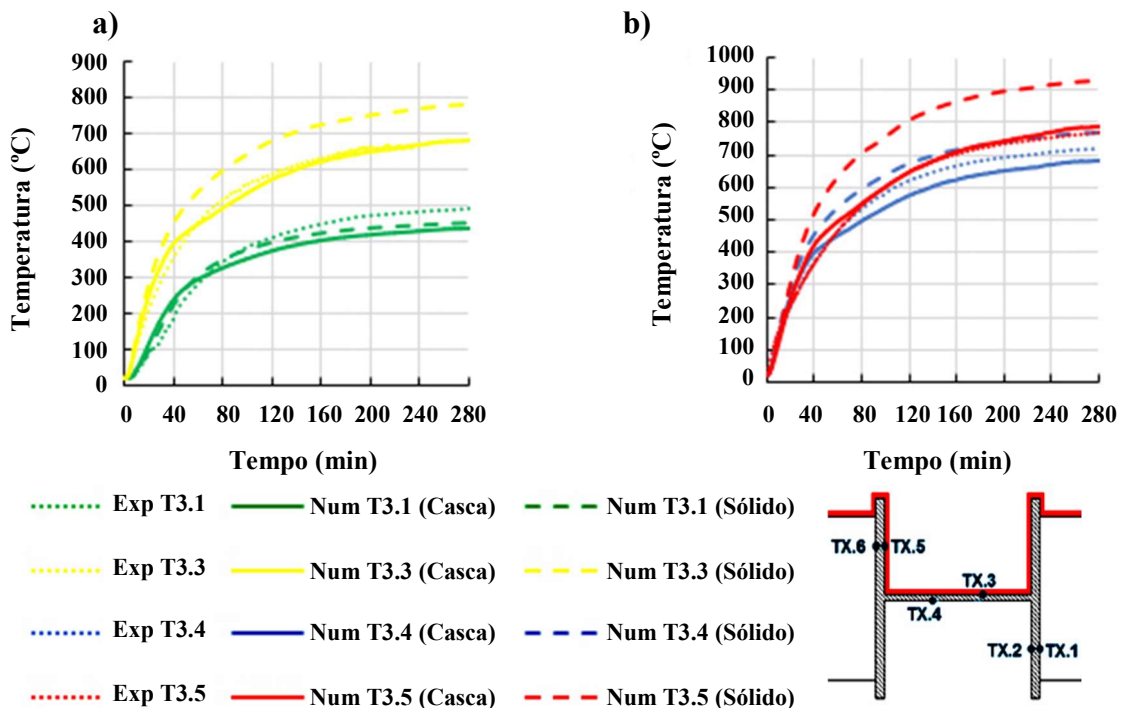 a)
Temperatura (ºC)
900
800
700
600
500
400
300
200
100
0
0 40 80 120 160 200 240 280
Tempo (min)
b)
Temperatura (ºC)
1000
900
800
700
600
500
400
300
200
100
0
0 40 80 120 160 200 240 280
Tempo (min)
Exp T3.1 Num T3.1 (Casca) Num T3.1 (Sólido)
Exp T3.3 Num T3.3 (Casca) Num T3.3 (Sólido)
Exp T3.4 Num T3.4 (Casca) Num T3.4 (Sólido)
Exp T3.5 Num T3.5 (Casca) Num T3.5 (Sólido)
TX.6 TX.5
TX.3
TX.4
TX.2 TX.1